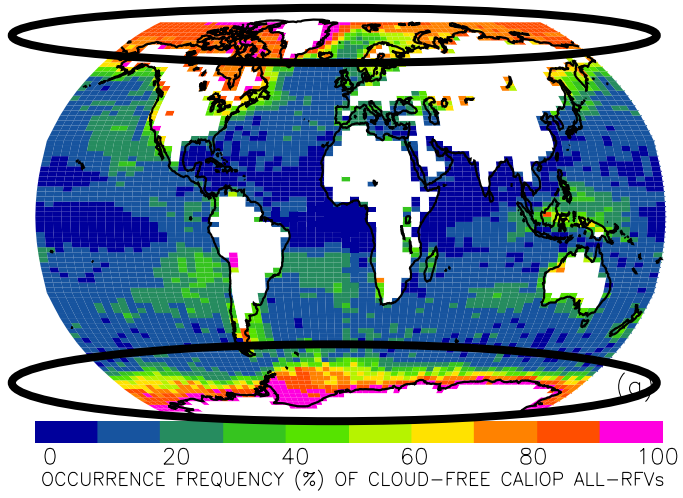 (a)
0 20 40 60 80 100
OCCURRENCE FREQUENCY (%) OF CLOUD-FREE CALIOP ALL-RFVs